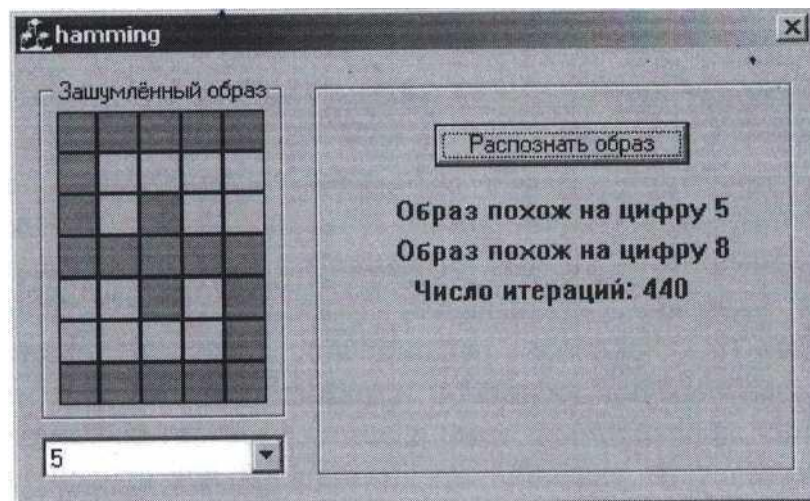 hamming
Зашумлённый образ
Распознать образ
Образ похож на цифру 5
Образ похож на цифру 8
Число итераций: 440
5